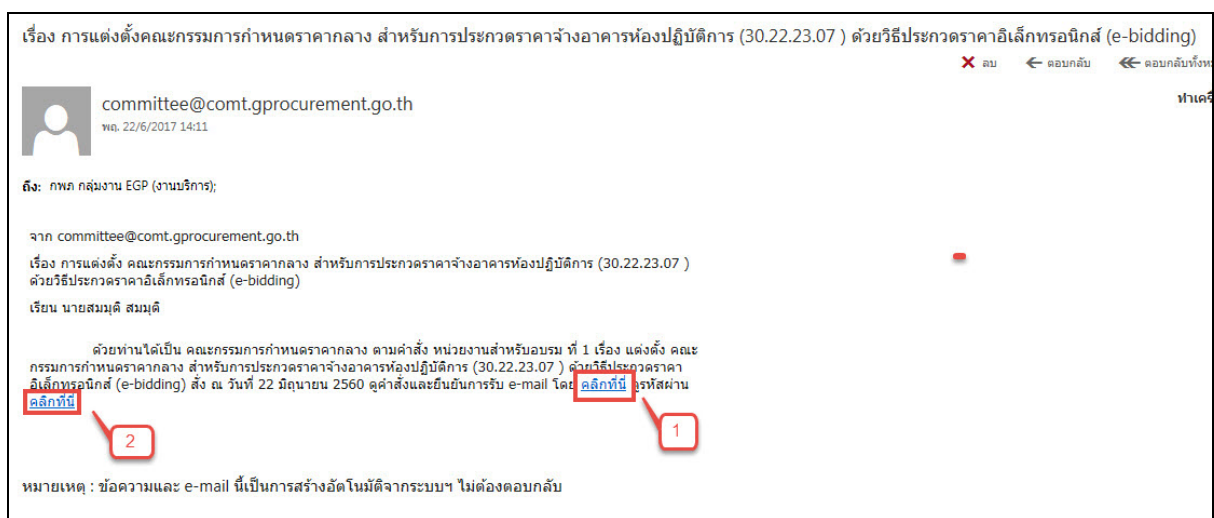 เรื่อง การแต่งตั้งคณะกรรมการกำหนดราคากลาง สำหรับการประกวดราคาจ้างอาคารห้องปฏิบัติการ (30.22.23.07 ) ด้วยวิธีประกวดราคาอิเล็กทรอนิกส์ (e-bidding)
ลบ ตอบกลับ ตอบกลับทั้งห
committee@comt.gprocurement.go.th
ทำเครื
พฤ. 22/6/2017 14:11
ถึง: กพภ กลุ่มงาน EGP (งานบริการ);
จาก committee@comt.gprocurement.go.th
เรื่อง การแต่งตั้ง คณะกรรมการกำหนดราคากลาง สำหรับการประกวดราคาจ้างอาคารห้องปฏิบัติการ (30.22.23.07 )
ด้วยวิธีประกวดราคาอิเล็กทรอนิกส์ (e-bidding)
เรียน นายสมมุติ สมมุติ
ด้วยท่านได้เป็น คณะกรรมการกำหนดราคากลาง ตามคำสั่ง หน่วยงานสำหรับอบรม ที่ 1 เรื่อง แต่งตั้ง คณะ
กรรมการกำหนดราคากลาง สำหรับการประกวดราคาจ้างอาคารห้องปฏิบัติการ (30.22.23.07 ) ด้วยวิธีประกวดราคา
อิเล็กทรอนิกส์ (e-bidding) สั่ง ณ วันที่ 22 มิถุนายน 2560 ดูคำสั่งและยืนยันการรับ e-mail โดย คลิกที่นี่ ดูรหัสผ่าน
คลิกที่นี่
2
1
หมายเหตุ : ข้อความและ e-mail นี้เป็นการสร้างอัตโนมัติจากระบบฯ ไม่ต้องตอบกลับ